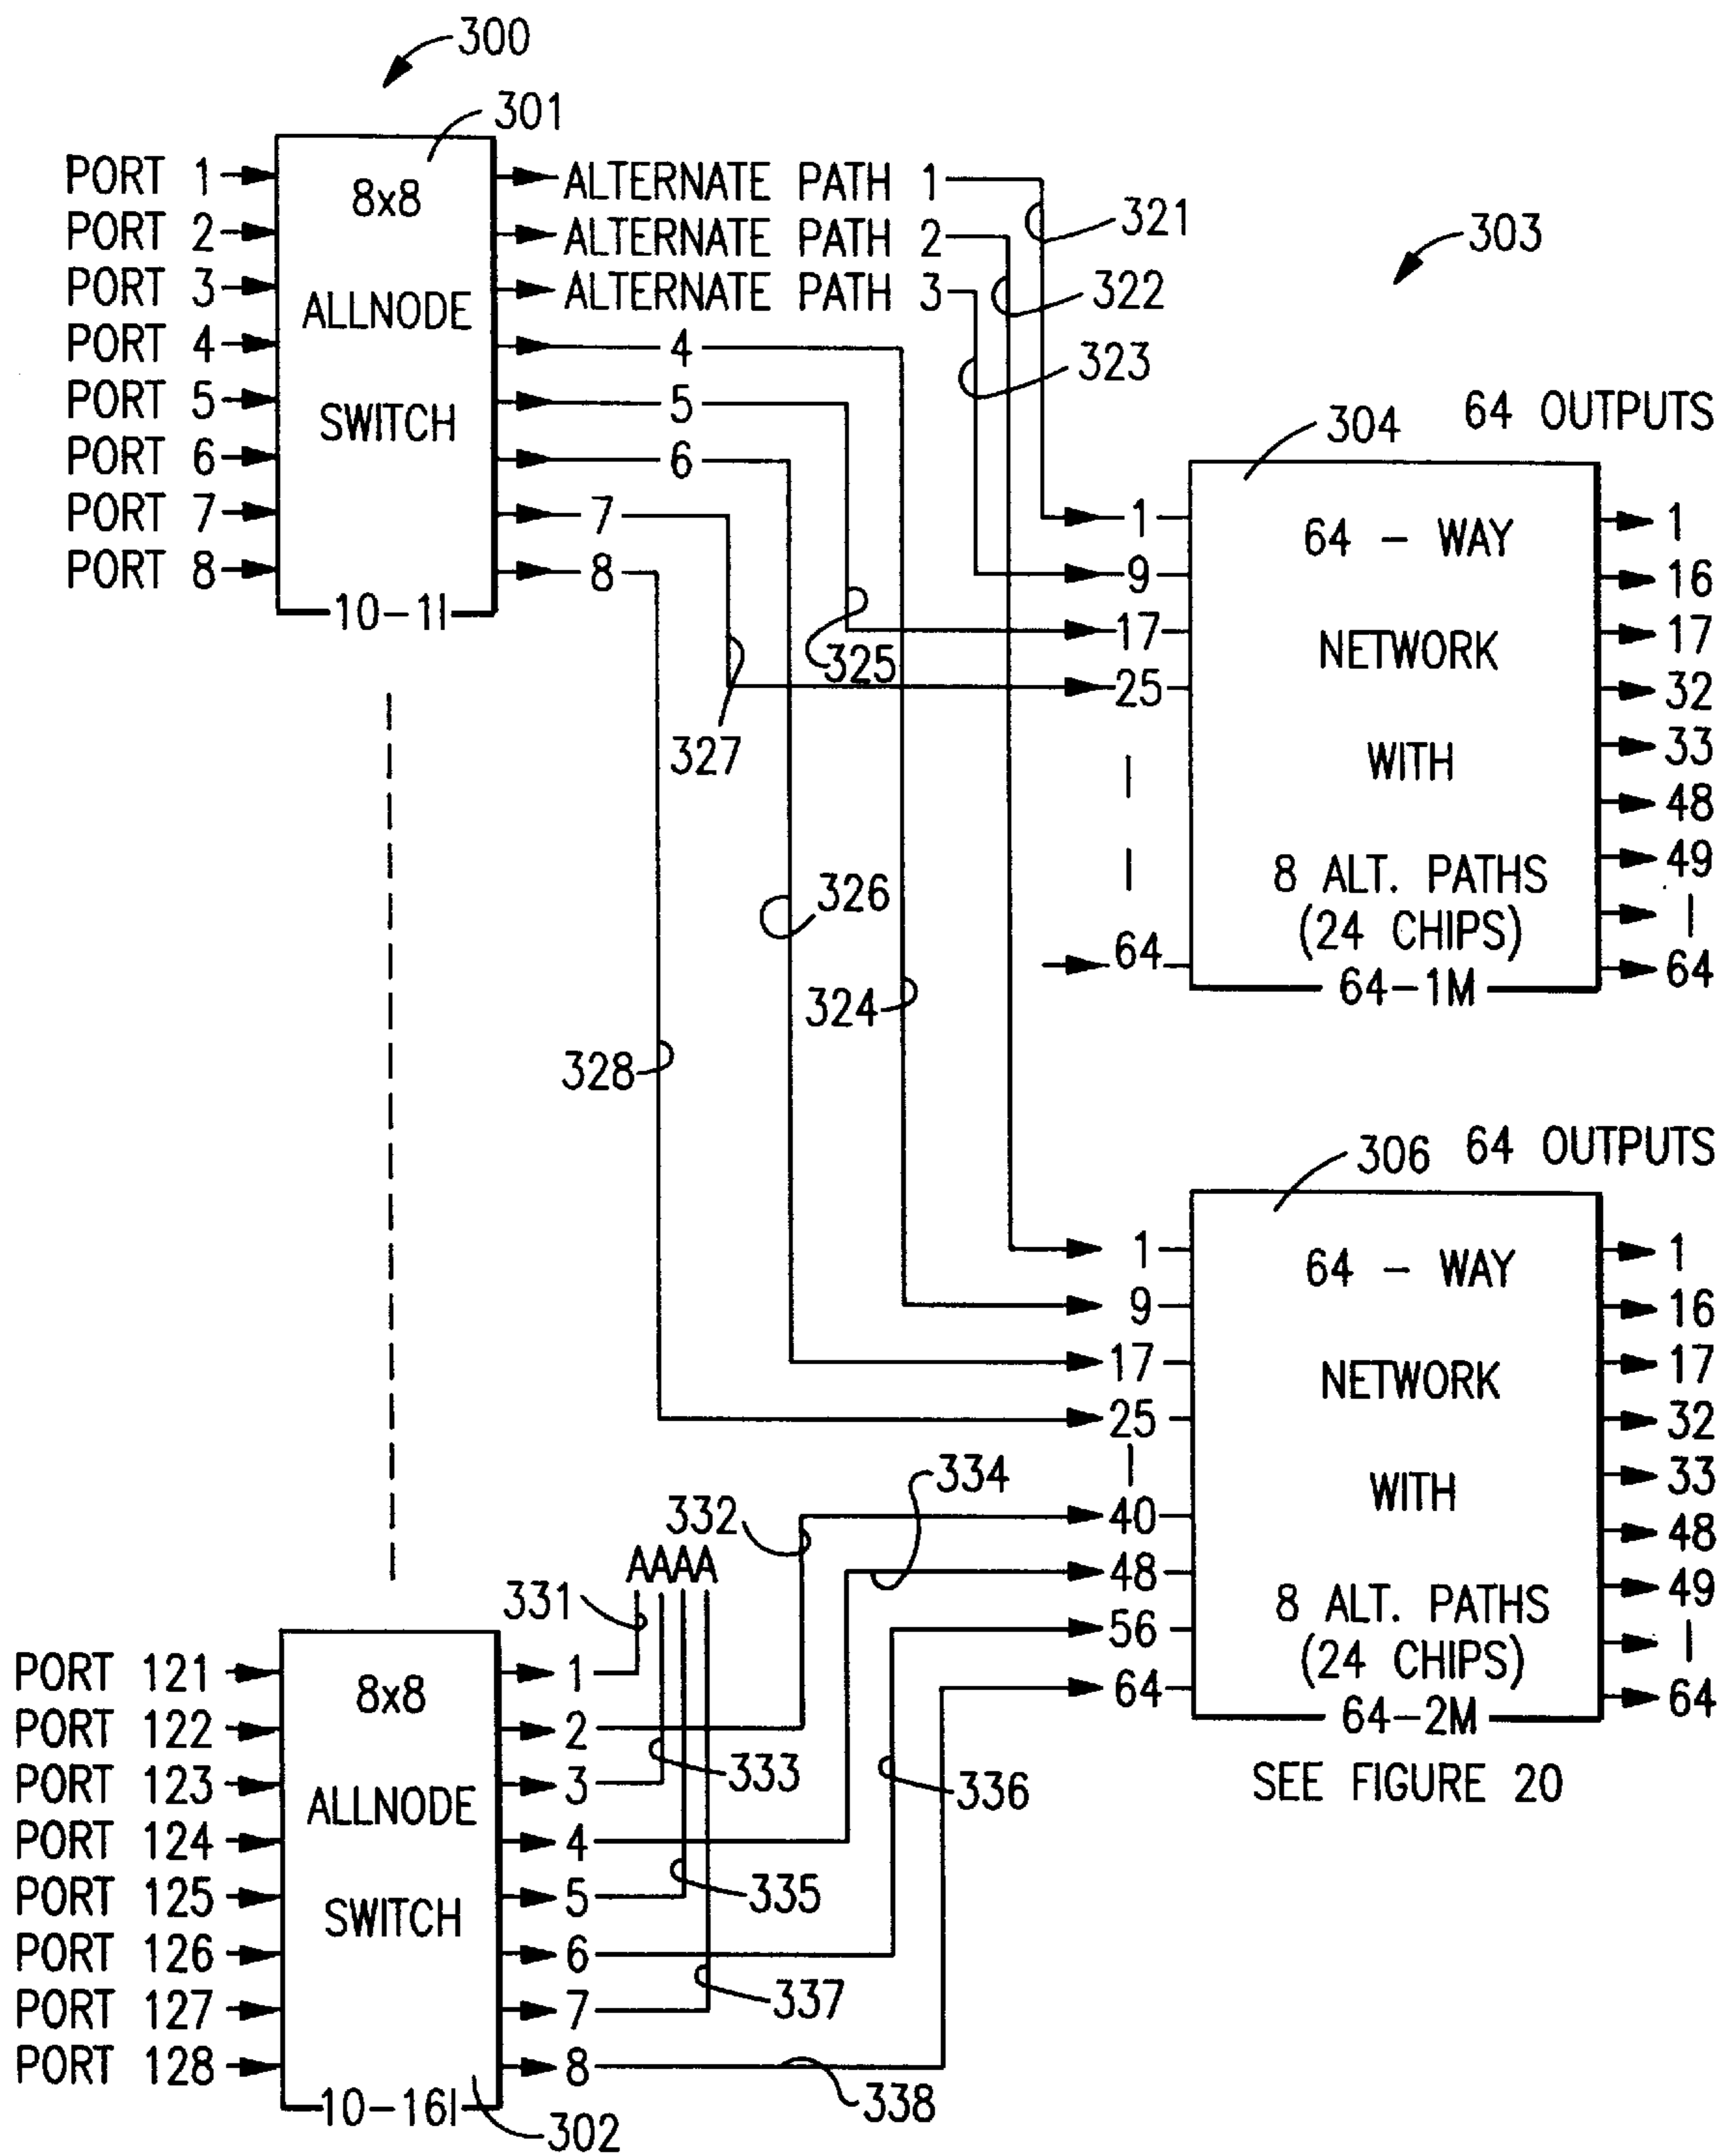 300
301
PORT 1
PORT 2
PORT 3
PORT 4
PORT 5
PORT 6
PORT 7
PORT 8
8x8
ALLNODE
SWITCH
10-1I
ALTERNATE PATH 1
ALTERNATE PATH 2
ALTERNATE PATH 3
4
5
6
7
8
321
322
323
303
304
64 OUTPUTS
1
9
17
25
64
64 - WAY
NETWORK
WITH
8 ALT. PATHS
(24 CHIPS)
64-1M
1
16
17
32
33
48
49
64
325
327
326
324
328
306
64 OUTPUTS
1
9
17
25
40
48
56
64
64 - WAY
NETWORK
WITH
8 ALT. PATHS
(24 CHIPS)
64-2M
1
16
17
32
33
48
49
64
SEE FIGURE 20
334
332
AAAA
331
PORT 121
PORT 122
PORT 123
PORT 124
PORT 125
PORT 126
PORT 127
PORT 128
8x8
ALLNODE
SWITCH
10-16I
302
1
2
3
4
5
6
7
8
333
336
335
337
338